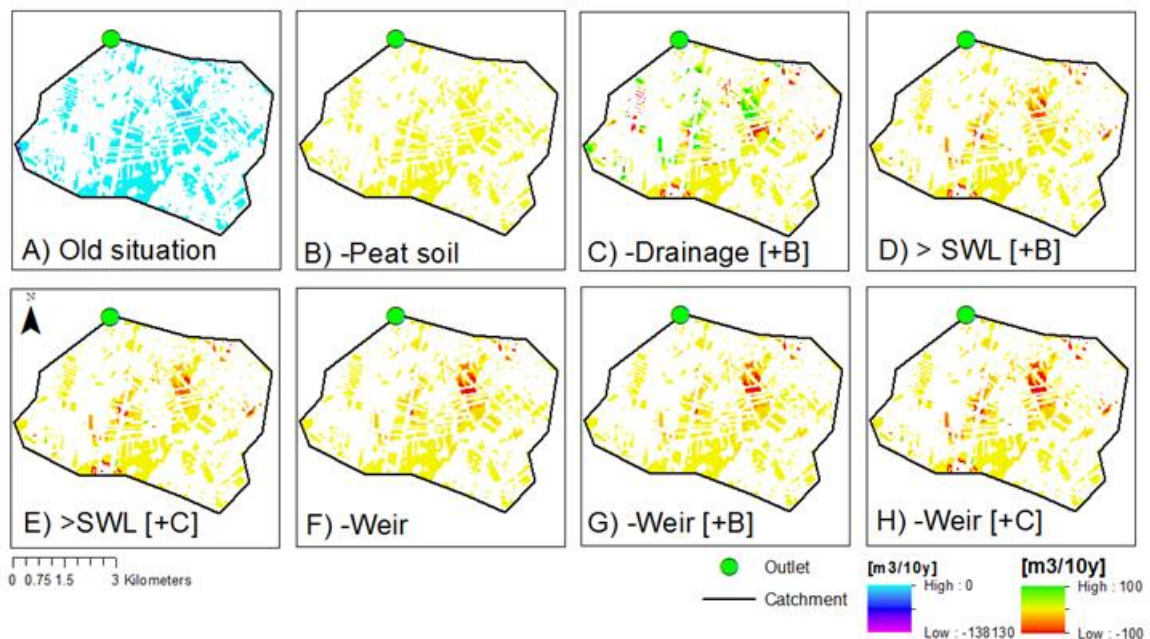 A) Old situation
B) -Peat soil
C) -Drainage [+B]
D) > SWL [+B]
N
E) >SWL [+C]
F) -Weir
G) -Weir [+B]
H) -Weir [+C]
0 0.75 1.5 3 Kilometers
Outlet
Catchment
[m3/10y]
High : 0
Low : -138130
[m3/10y]
High : 100
Low : -100